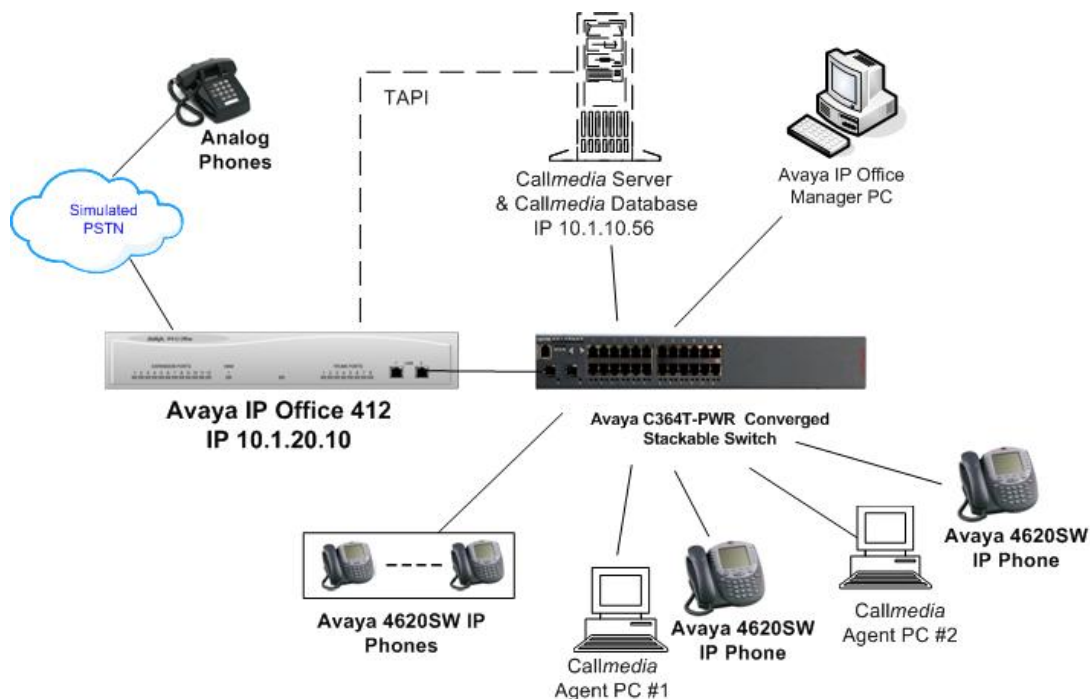 TAPI
Analog
Phones
Simulated
PSTN
Callmedia Server
& Callmedia Database
IP 10.1.10.56
Avaya IP Office
Manager PC
Avaya IP Office 412
IP 10.1.20.10
Avaya C364T-PWR Converged
Stackable Switch
Avaya 4620SW IP
Phones
Callmedia
Agent PC #1
Avaya 4620SW
IP Phone
Callmedia
Agent PC #2
Avaya 4620SW
IP Phone